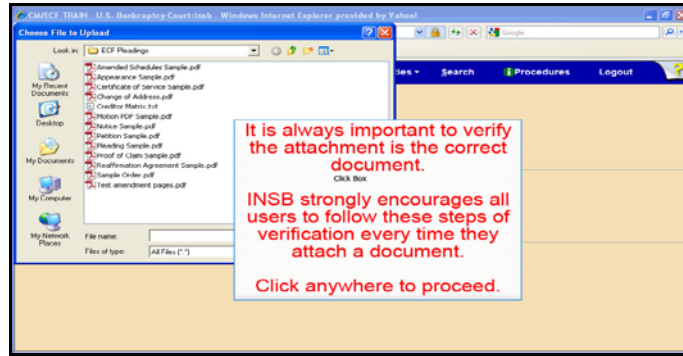 CM/ECF TRAIN - U.S. Bankruptcy Court:insb - Windows Internet Explorer provided by Yahoo!
Choose File to Upload
Google
Look in:
ECF Pleadings
ties
Search
Procedures
Logout
?
My Recent
Documents
Desktop
My Documents
My Computer
My Network
Places
Amended Schedules Sample.pdf
Appearance Sample.pdf
Certificate of Service Sample.pdf
Change of Address.pdf
Creditor Matrix.txt
Motion PDF Sample.pdf
Notice Sample.pdf
Petition Sample.pdf
Pleading Sample.pdf
Proof of Claim Sample.pdf
Reaffirmation Agreement Sample.pdf
Sample Order.pdf
Test amendment pages.pdf
File name:
Files of type:
All Files (*.*)
It is always important to verify
the attachment is the correct
document.
Click Box
INSB strongly encourages all
users to follow these steps of
verification every time they
attach a document.
Click anywhere to proceed.